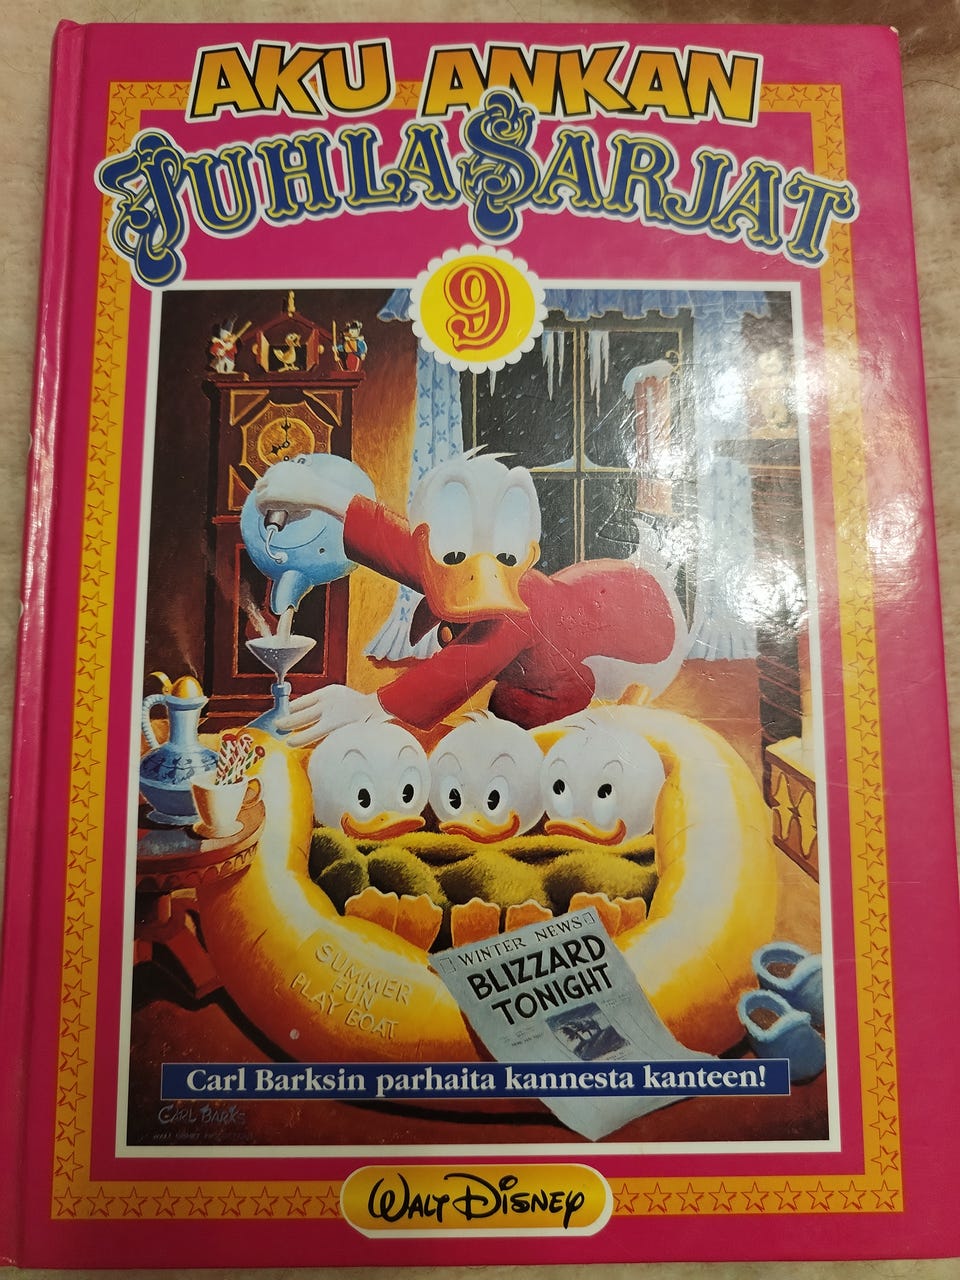 AKU ANKAN
JUHLASARJAT
9
SUMMER
FUN
PLAY BOAT
WINTER NEWS
BLIZZARD
TONIGHT
Carl Barksin parhaita kannesta kanteen!
CARL BARKS
WALT DISNEY